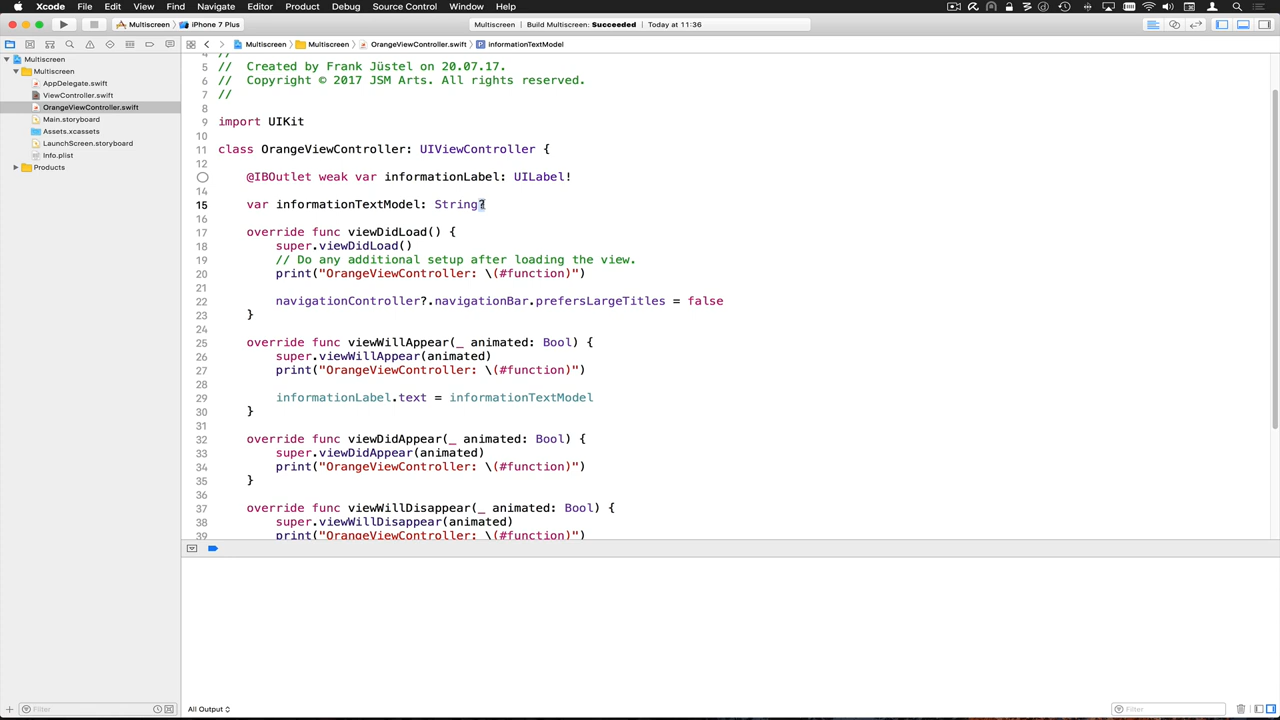 Xcode File Edit View Find Navigate Editor Product Debug Source Control Window Help
Multiscreen iPhone 7 Plus Multiscreen Build Multiscreen: Succeeded Today at 11:36
Multiscreen Multiscreen OrangeViewController.swift P informationTextModel
Multiscreen
Multiscreen
AppDelegate.swift
ViewController.swift
OrangeViewController.swift
Main.storyboard
Assets.xcassets
LaunchScreen.storyboard
Info.plist
Products
4 //
5
6 // Created by Frank Jüstel on 20.07.17.
7 // Copyright © 2017 JSM Arts. All rights reserved.
//
8
9 import UIKit
10
11 class OrangeViewController: UIViewController {
12
@IBOutlet weak var informationLabel: UILabel!
14
15 var informationTextModel: String?
16
17 override func viewDidLoad() {
18 super.viewDidLoad()
19 // Do any additional setup after loading the view.
20 print("OrangeViewController: \(#function)")
21
22 navigationController?.navigationBar.prefersLargeTitles = false
23 }
24
25 override func viewWillAppear(_ animated: Bool) {
26 super.viewWillAppear(animated)
27 print("OrangeViewController: \(#function)")
28
29 informationLabel.text = informationTextModel
30 }
31
32 override func viewDidAppear(_ animated: Bool) {
33 super.viewDidAppear(animated)
34 print("OrangeViewController: \(#function)")
35 }
36
37 override func viewWillDisappear(_ animated: Bool) {
38 super.viewWillDisappear(animated)
39 print("OrangeViewController: \(#function)")
Filter All Output Filter